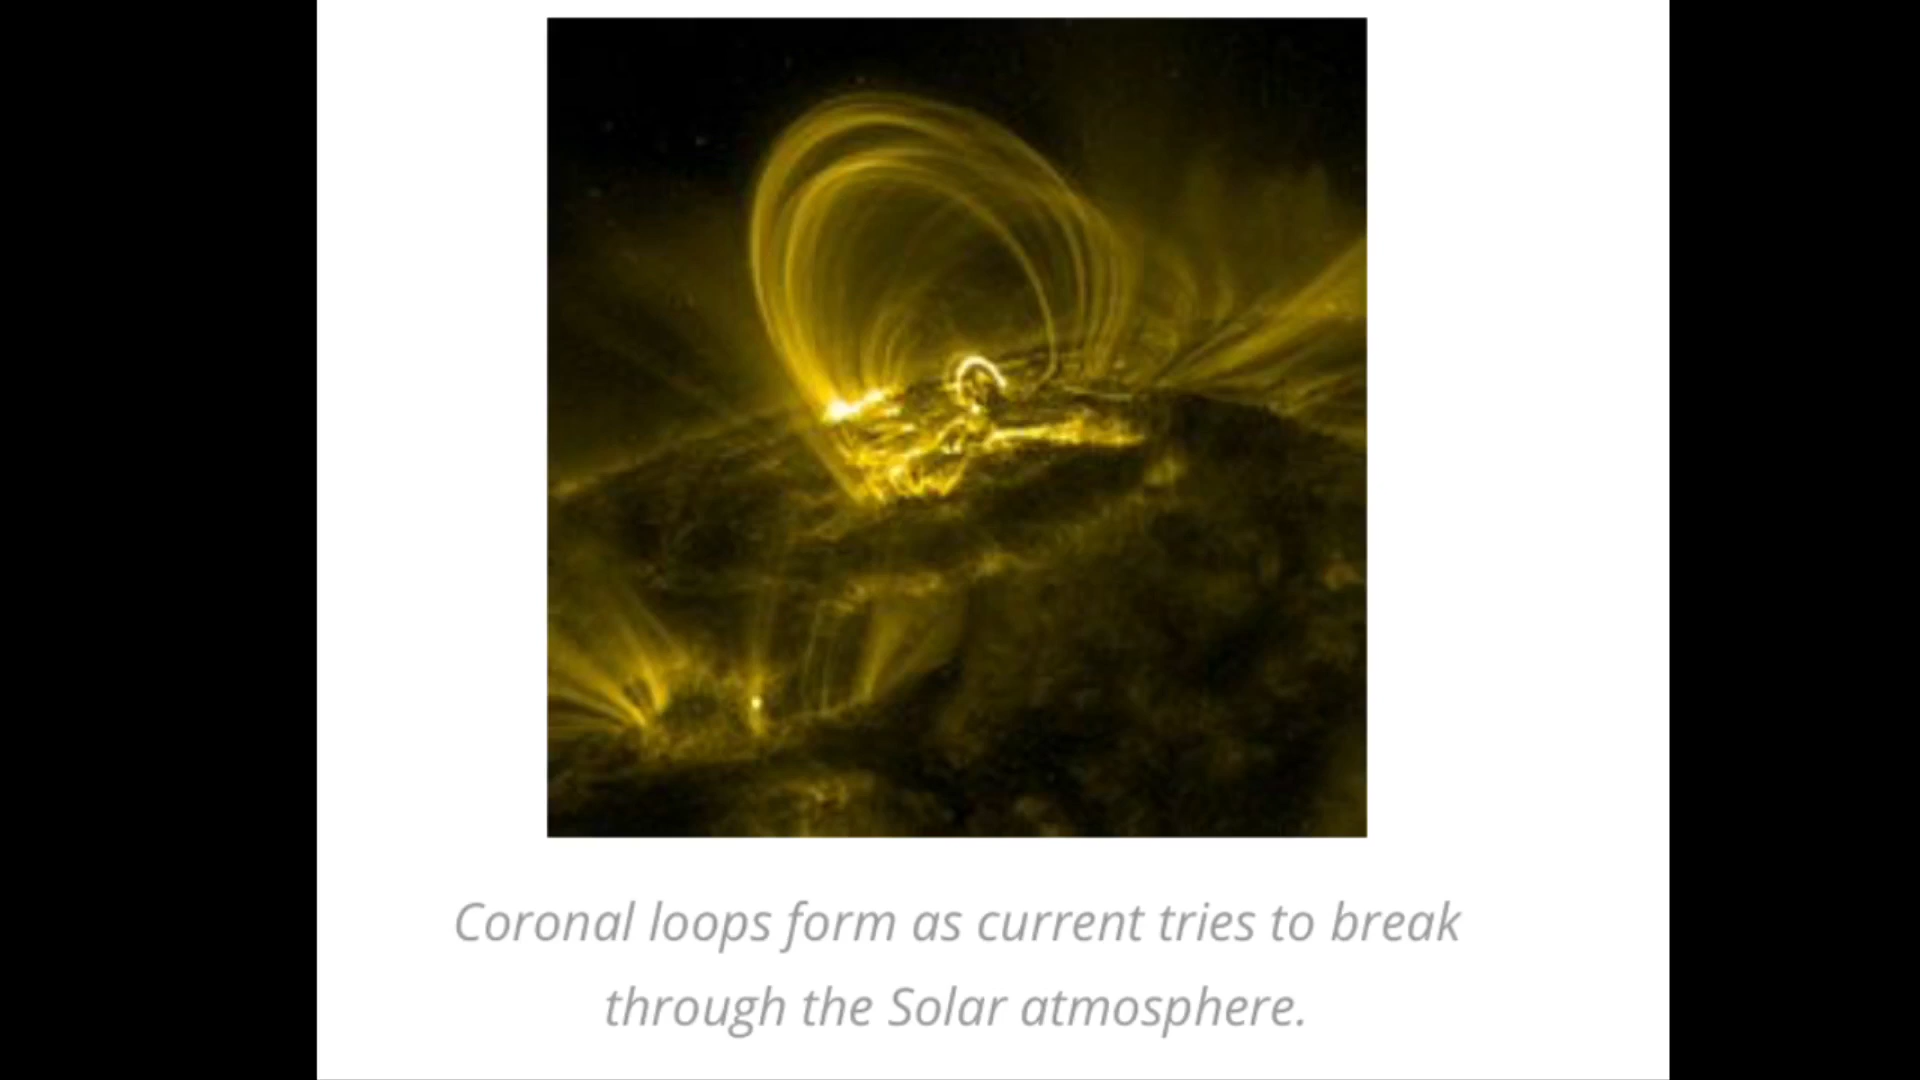 Coronal loops form as current tries to break
through the Solar atmosphere.